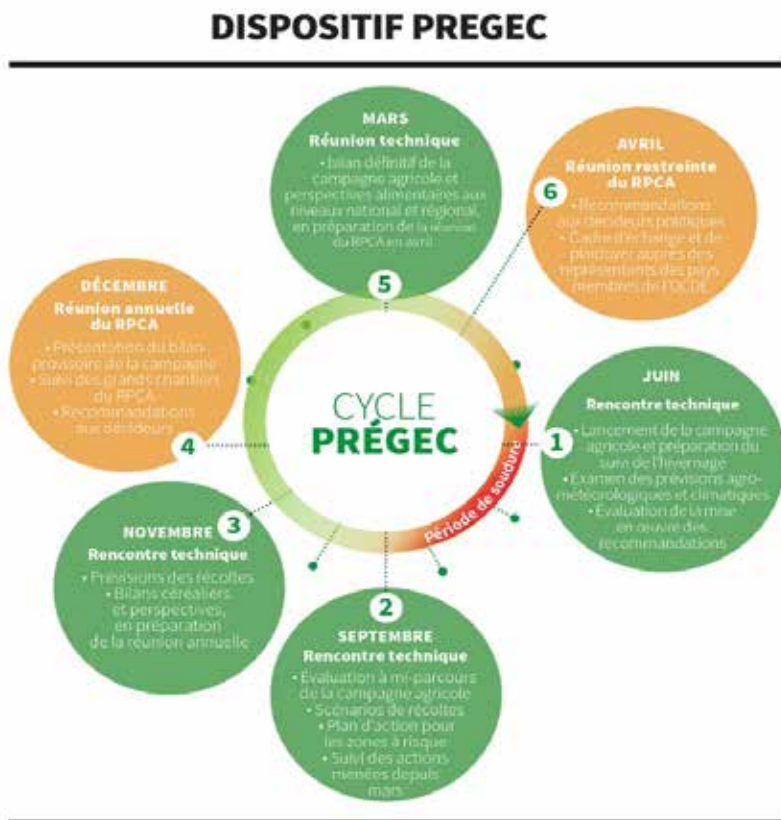 DISPOSITIF PREGEC
MARS
Réunion technique
• bilan définitif de la
campagne agricole et
perspectives alimentaires aux
niveaux national et régional,
en préparation de la réunion
du RPCA en avril
5
AVRIL
Réunion restreinte
du RPCA
6
• Recommandations
aux décideurs politiques
• Cadre d'échange et de
plaidoyer auprès des
représentants des pays
membres de l'OCDE
DÉCEMBRE
Réunion annuelle
du RPCA
• Présentation du bilan
provisoire de la campagne
• Suivi des grands chantiers
du RPCA
• Recommandations
aux décideurs
4
CYCLE
PRÉGEC
Période de soudure
JUIN
Rencontre technique
1
• Lancement de la campagne
agricole et préparation du
suivi de l'hivernage
• Examen des prévisions agro-
météorologiques et climatiques
• Evaluation de la mise
en œuvre des
recommandations
NOVEMBRE
3
Rencontre technique
• Prévisions des récoltes
• Bilans céréaliers
et perspectives,
en préparation
de la réunion annuelle
2
SEPTEMBRE
Rencontre technique
• Evaluation à mi-parcours
de la campagne agricole
• Scénarios de récoltes
• Plan d'action pour
les zones à risque
• Suivi des actions
menées depuis
mars